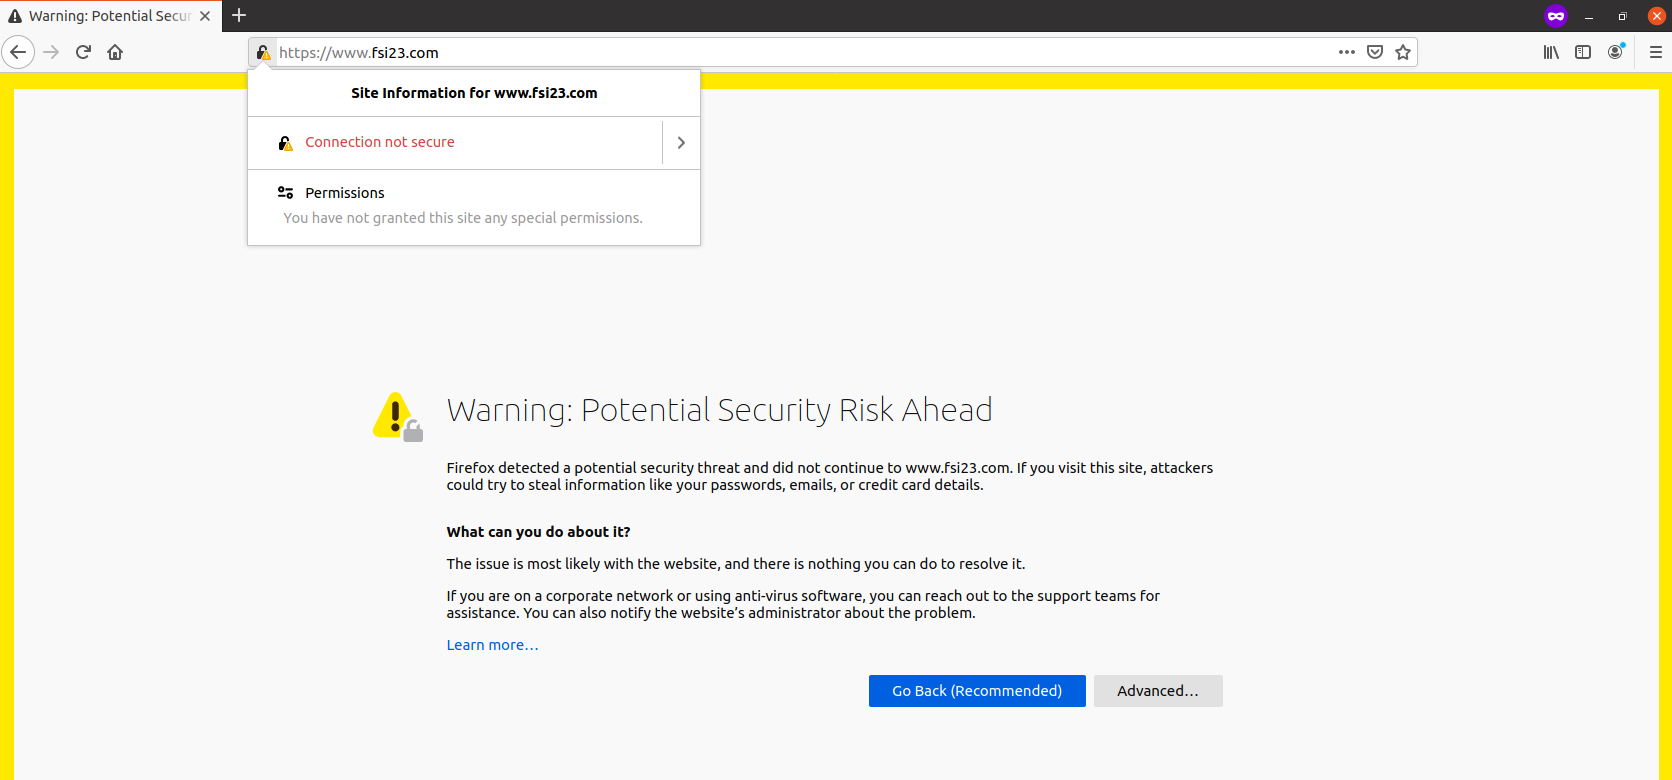 Warning: Potential Secur
https://www.fsi23.com
Site Information for www.fsi23.com
Connection not secure
Permissions
You have not granted this site any special permissions.
Warning: Potential Security Risk Ahead
Firefox detected a potential security threat and did not continue to www.fsi23.com. If you visit this site, attackers
could try to steal information like your passwords, emails, or credit card details.
What can you do about it?
The issue is most likely with the website, and there is nothing you can do to resolve it.
If you are on a corporate network or using anti-virus software, you can reach out to the support teams for
assistance. You can also notify the website’s administrator about the problem.
Learn more…
Go Back (Recommended)
Advanced…